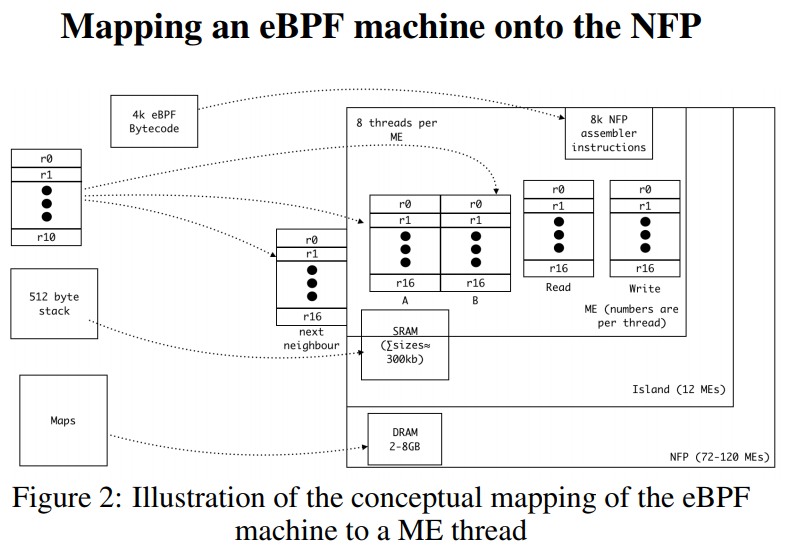 Mapping an eBPF machine onto the NFP
4k eBPF
Bytecode
8 threads per
ME
8k NFP
assembler
instructions
r0
r1
r10
r0
r1
r16
next
neighbour
r0
r1
r16
A
r0
r1
r16
B
r0
r1
r16
Read
r0
r1
r16
Write
ME (numbers are
per thread)
512 byte
stack
SRAM
(∑sizes≈
300kb)
Island (12 MEs)
Maps
DRAM
2-8GB
NFP (72-120 MEs)
Figure 2: Illustration of the conceptual mapping of the eBPF
machine to a ME thread